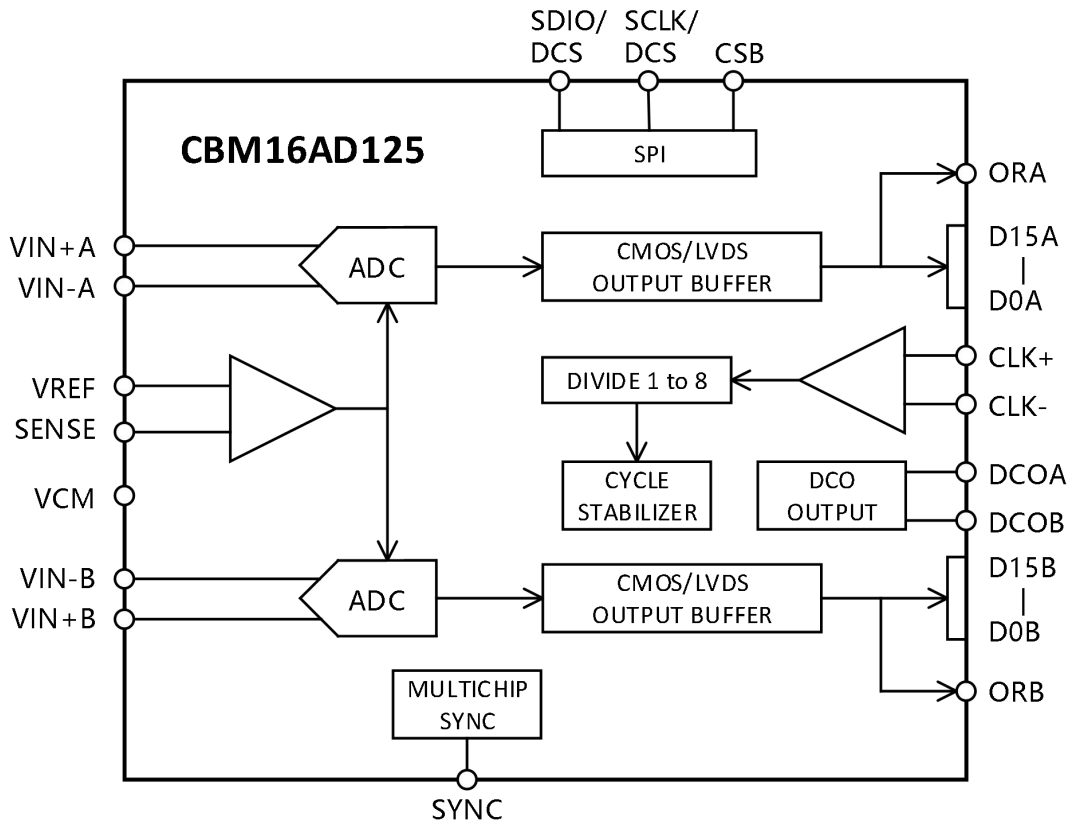 SDIO/
DCS
SCLK/
DCS
CSB
CBM16AD125
SPI
ORA
VIN+A
VIN-A
ADC
CMOS/LVDS
OUTPUT BUFFER
D15A
D0A
VREF
SENSE
DIVIDE 1 to 8
CLK+
CLK-
VCM
CYCLE
STABILIZER
DCO
OUTPUT
DCOA
DCOB
VIN-B
VIN+B
ADC
CMOS/LVDS
OUTPUT BUFFER
D15B
D0B
MULTICHIP
SYNC
ORB
SYNC